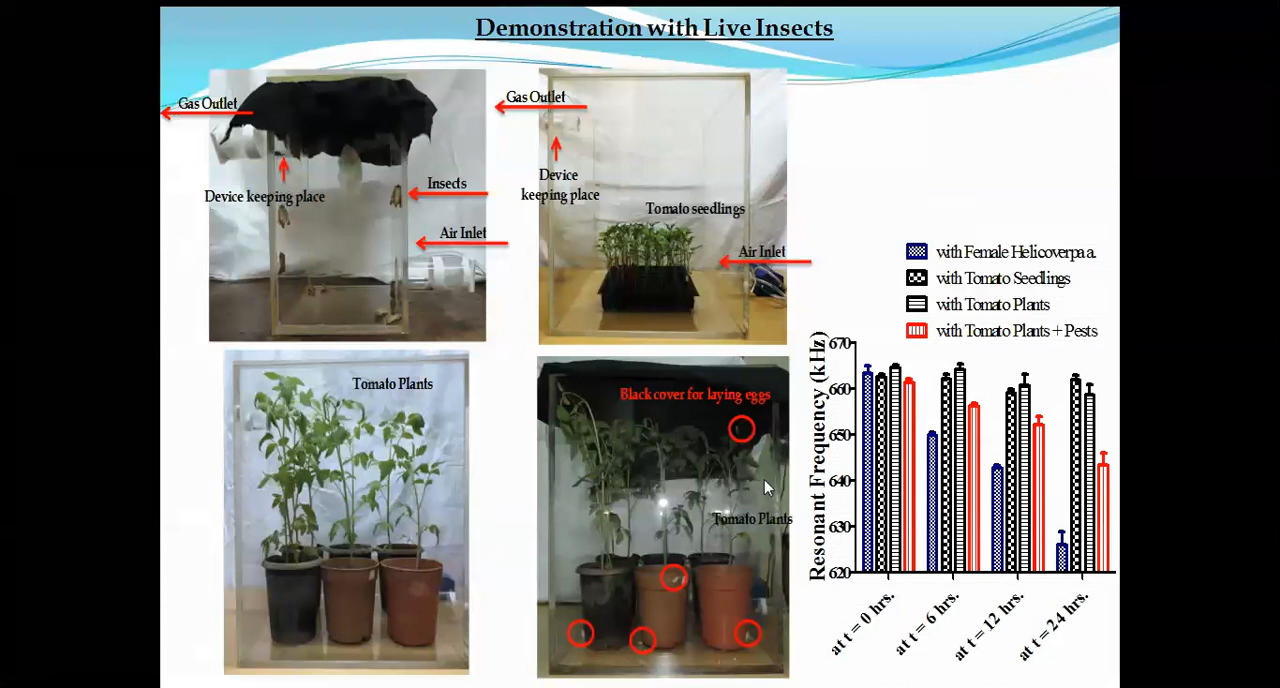 Demonstration with Live Insects
Gas Outlet
Device keeping place
Insects
Air Inlet
Gas Outlet
Device
keeping place
Tomato seedlings
Air Inlet
Tomato Plants
Black cover for laying eggs
Tomato Plants
with Female Helicoverpa a.
with Tomato Seedlings
with Tomato Plants
with Tomato Plants + Pests
Resonant Frequency (kHz)
670
660
650
640
630
620
at t = 0 hrs.
at t = 6 hrs.
at t = 12 hrs.
at t = 24 hrs.